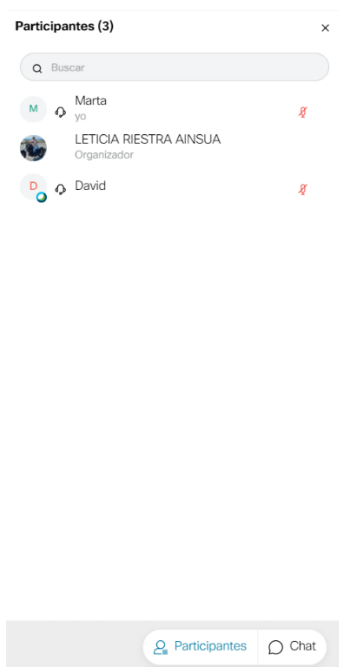 Participantes (3)
Buscar
M
Marta
yo
LETICIA RIESTRA AINSUA
Organizador
D
David
Participantes
Chat